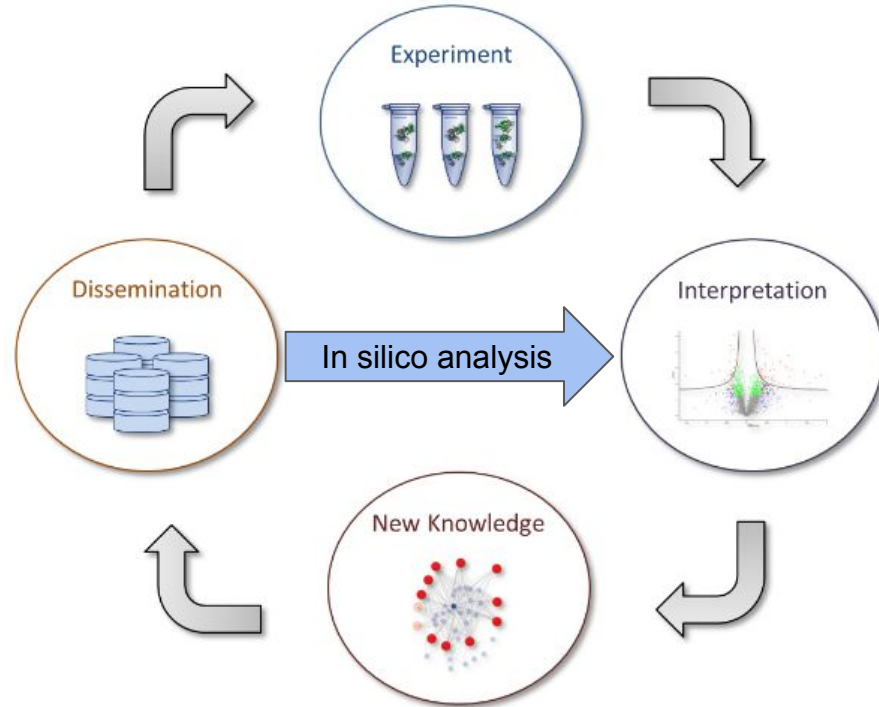 Experiment
Dissemination
In silico analysis
Interpretation
New Knowledge